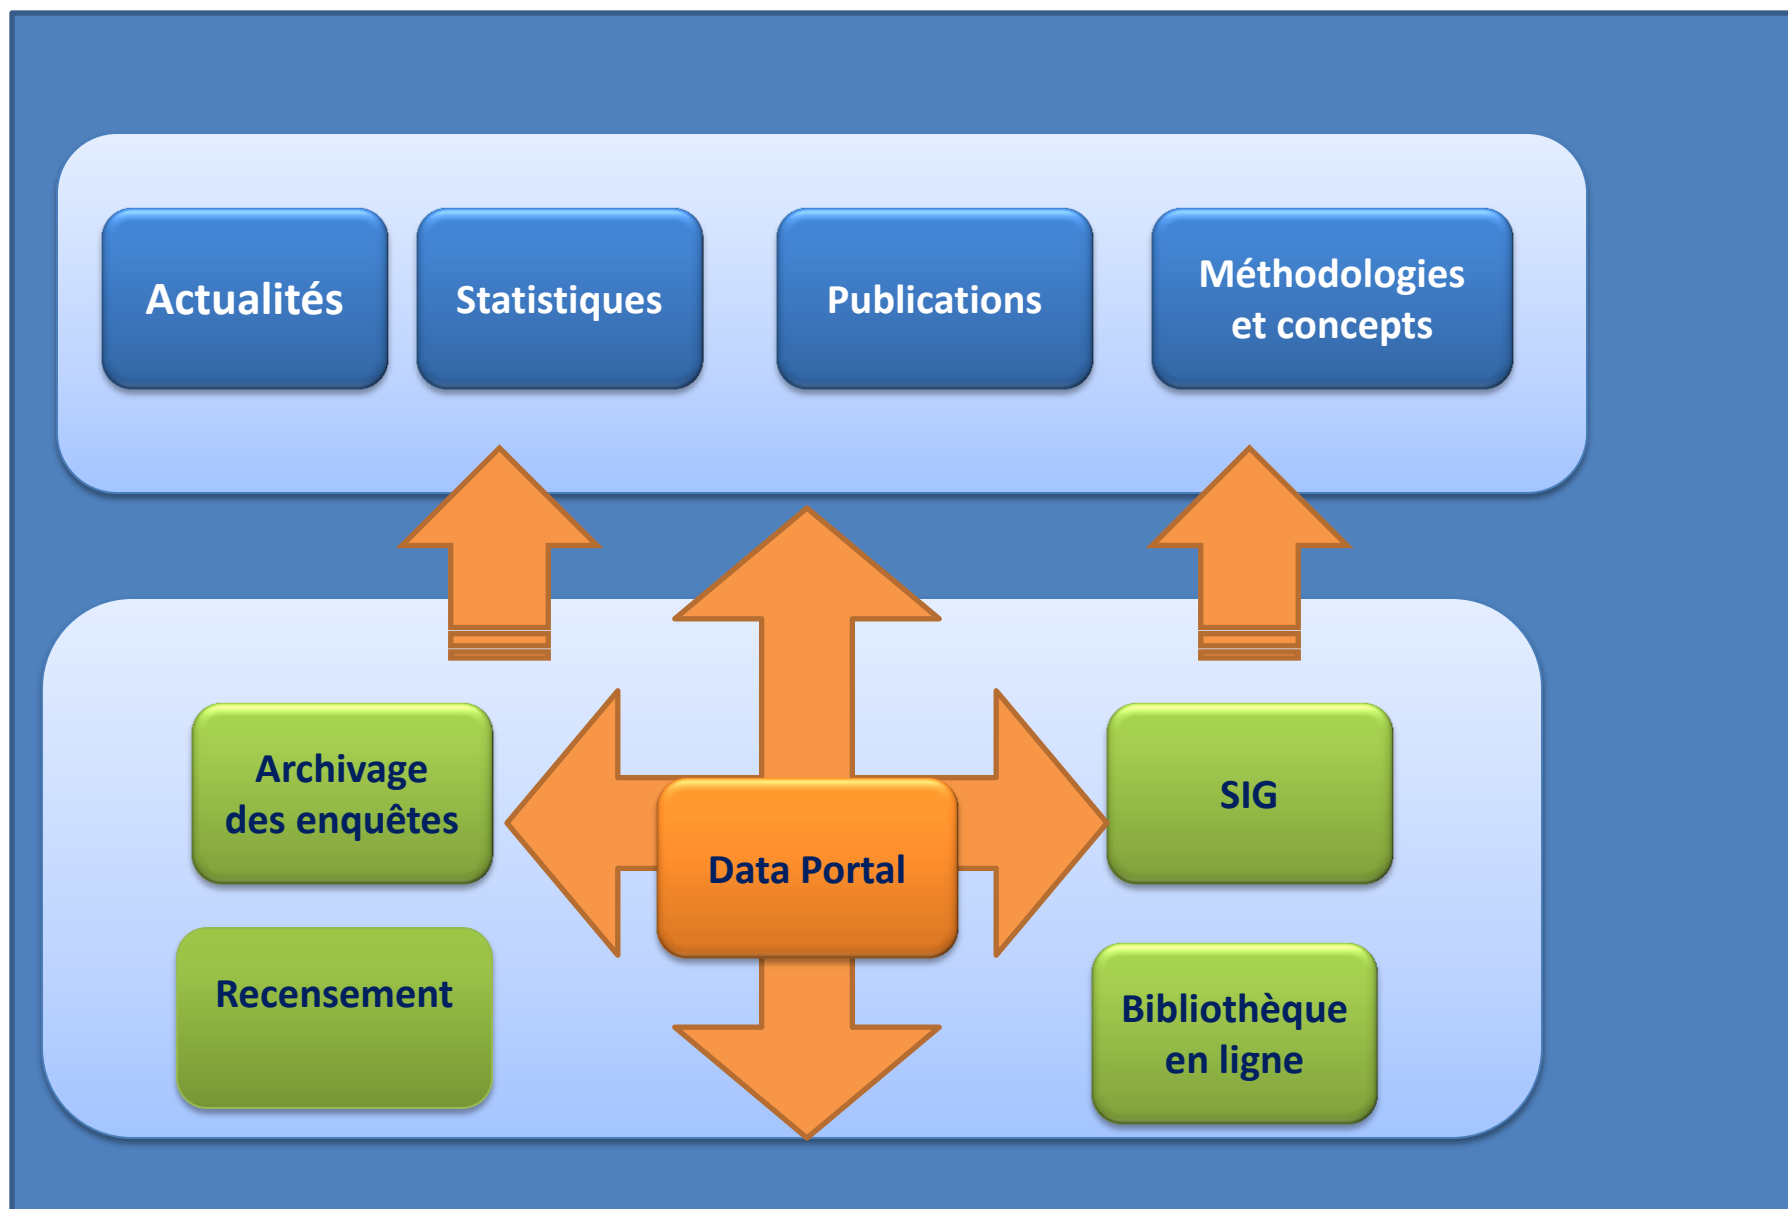 Actualités
Statistiques
Publications
Méthodologies
et concepts
Archivage
des enquêtes
SIG
Data Portal
Recensement
Bibliothèque
en ligne